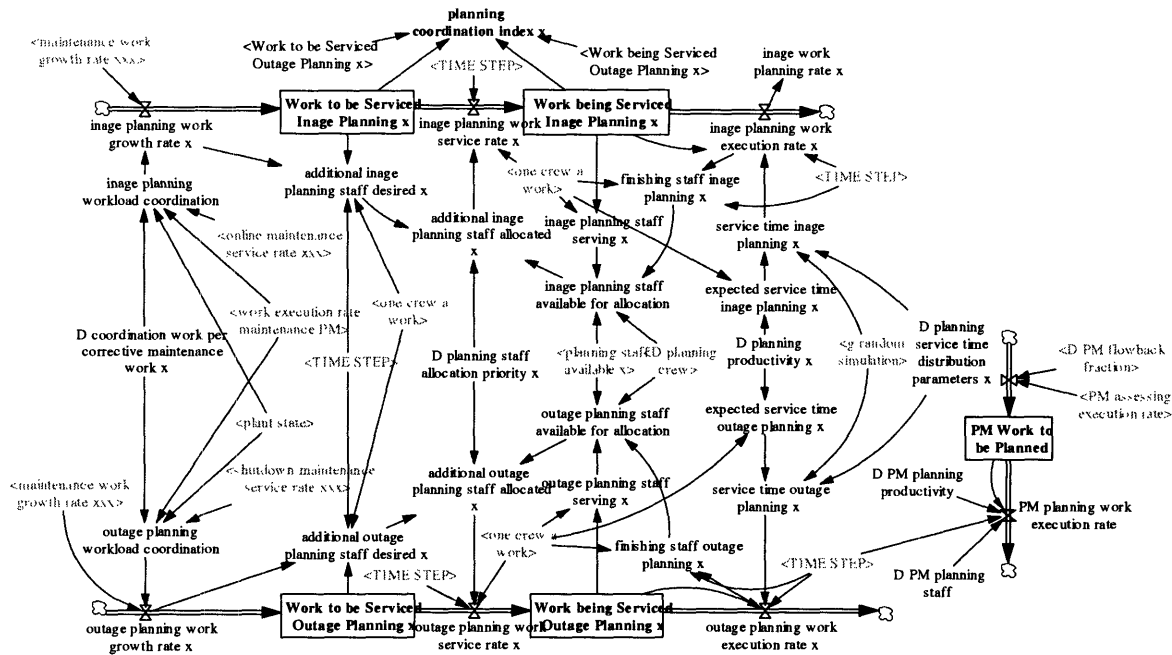 planning
coordination index x
<maintenance work
growth rate xxx>
<Work to be Serviced
Outage Planning x>
<TIME STEP>
<Work being Serviced
Outage Planning x>
image work
planning rate x
Work to be Serviced
Inage Planning x
Work being Serviced
Inage Planning x
inage planning work
growth rate x
inage planning work
service rate x
inage planning work
execution rate x
inage planning
workload coordination
additional inage
planning staff desired x
<one crew a
work>
finishing staff inage
planning x
<TIME STEP>
<online maintenance
service rate xxx>
additional inage
planning staff allocated
x
inage planning staff
serving x
service time inage
planning x
inage planning staff
available for allocation
expected service time
inage planning x
<work execution rate
maintenance PM>
<one crew a
work>
D coordination work per
corrective maintenance
work x
<TIME STEP>
D planning staff
allocation priority x
<planning staff
available x>
<D planning
crew>
D planning
productivity x
<g random
simulation>
D planning
service time
distribution
parameters x
<D PM flowback
fraction>
<PM assessing
execution rate>
outage planning staff
available for allocation
expected service time
outage planning x
<plant state>
PM Work to
be Planned
<maintenance work
growth rate xxx>
<shutdown maintenance
service rate xxx>
additional outage
planning staff allocated
x
outage planning staff
serving x
service time outage
planning x
D PM planning
productivity
PM planning work
execution rate
outage planning
workload coordination
additional outage
planning staff desired x
<one crew a
work>
finishing staff outage
planning x
<TIME STEP>
<TIME STEP>
D PM planning
staff
Work to be Serviced
Outage Planning x
Work being Serviced
Outage Planning x
outage planning work
growth rate x
outage planning work
service rate x
outage planning work
execution rate x